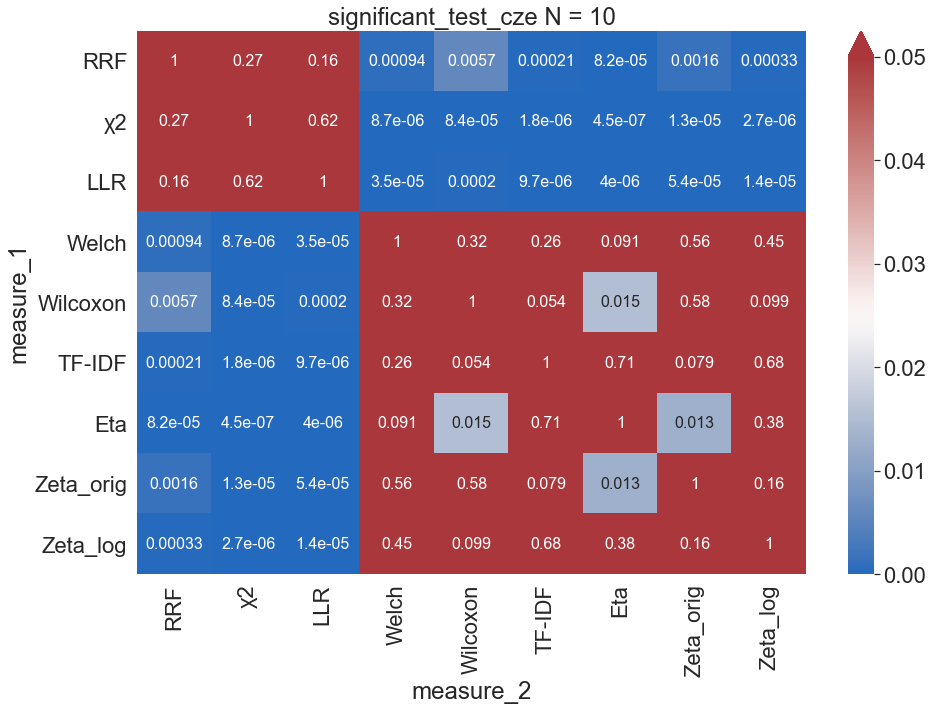 significant_test_cze N = 10
measure_1
RRF 1 0.27 0.16 0.00094 0.0057 0.00021 8.2e-05 0.0016 0.00033
χ2 0.27 1 0.62 8.7e-06 8.4e-05 1.8e-06 4.5e-07 1.3e-05 2.7e-06
LLR 0.16 0.62 1 3.5e-05 0.0002 9.7e-06 4e-06 5.4e-05 1.4e-05
Welch 0.00094 8.7e-06 3.5e-05 1 0.32 0.26 0.091 0.56 0.45
Wilcoxon 0.0057 8.4e-05 0.0002 0.32 1 0.054 0.015 0.58 0.099
TF-IDF 0.00021 1.8e-06 9.7e-06 0.26 0.054 1 0.71 0.079 0.68
Eta 8.2e-05 4.5e-07 4e-06 0.091 0.015 0.71 1 0.013 0.38
Zeta_orig 0.0016 1.3e-05 5.4e-05 0.56 0.58 0.079 0.013 1 0.16
Zeta_log 0.00033 2.7e-06 1.4e-05 0.45 0.099 0.68 0.38 0.16 1
RRF χ2 LLR Welch Wilcoxon TF-IDF Eta Zeta_orig Zeta_log
measure_2
0.05
0.04
0.03
0.02
0.01
0.00